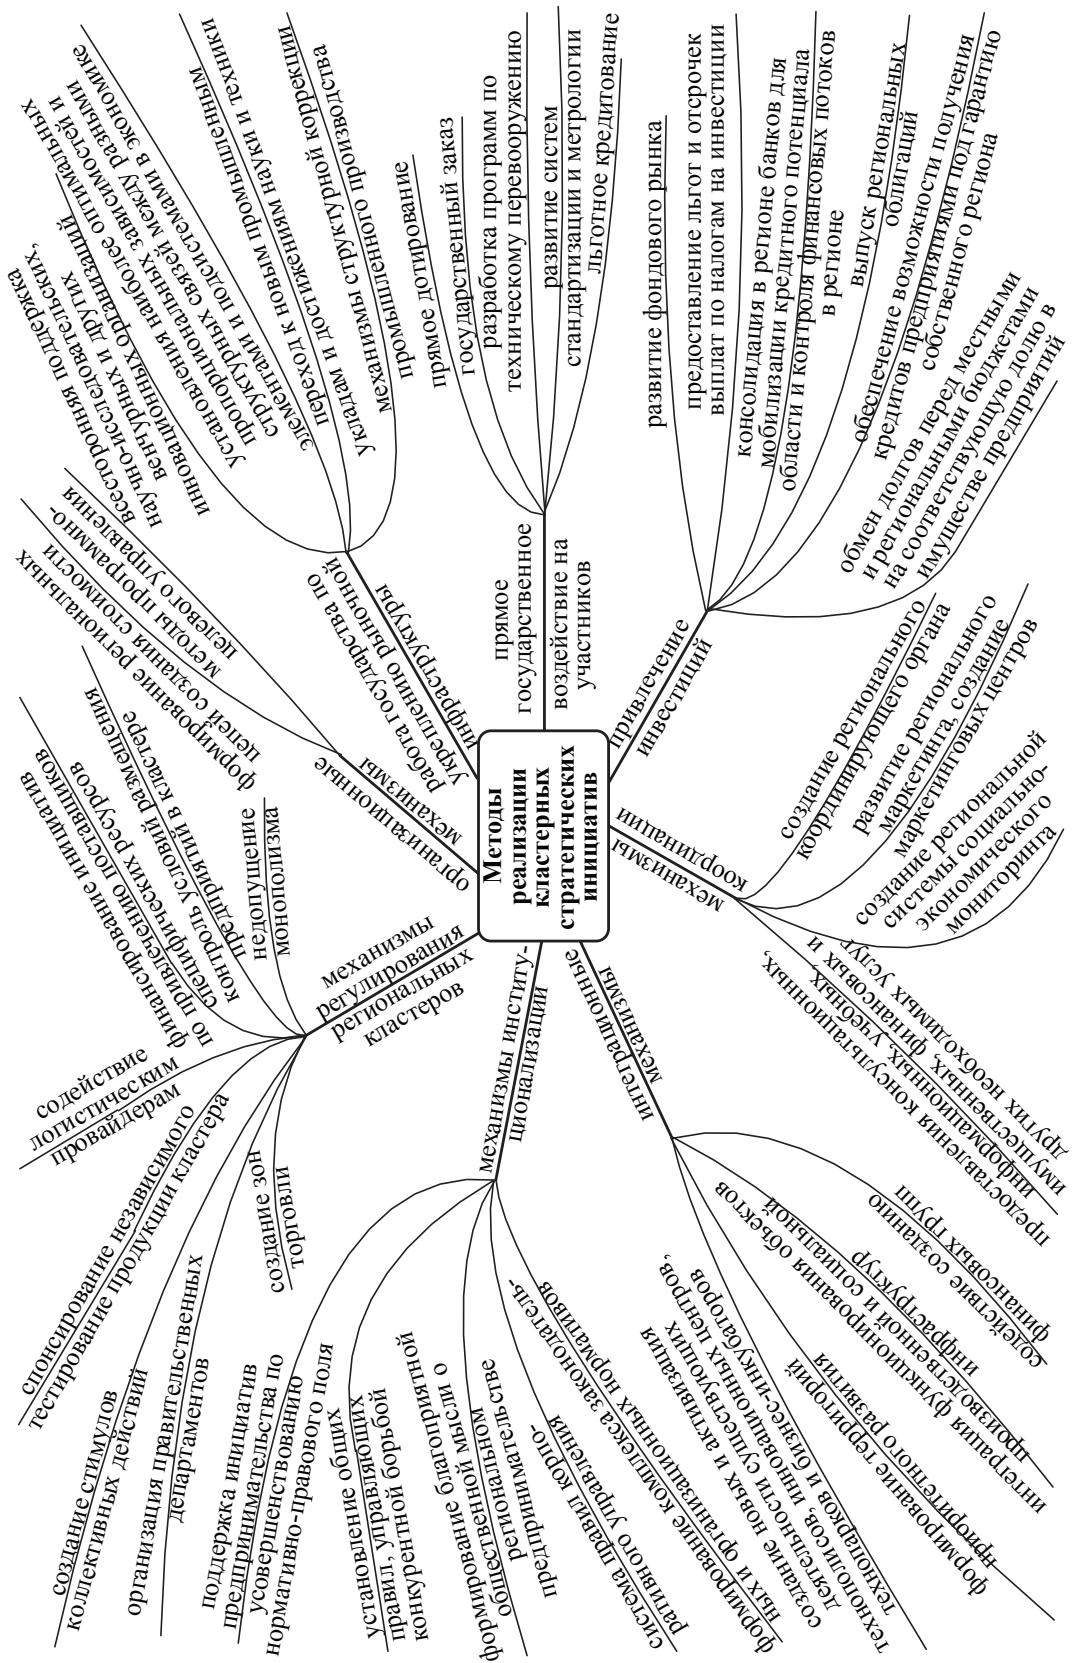 Методы
реализации
кластерных
стратегических
инициатив
организационные
механизмы
формирование региональных
цепей создания стоимости
методы программно-
целевого управления
работа государства по
укреплению рыночной
инфраструктуры
всесторонняя поддержка
научно-исследовательских,
венчурных и других
инновационных организаций
установления наиболее оптимальных
пропорциональных зависимостей и
структурных связей между разными
элементами и подсистемами в экономике
переход к новым промышленным
укладам и достижениям науки и техники
механизмы структурной коррекции
промышленного производства
прямое
государственное
воздействие на
участников
прямое дотирование
государственный заказ
разработка программ по
техническому перевооружению
развитие систем
стандартизации и метрологии
льготное кредитование
привлечение
инвестиций
развитие фондового рынка
предоставление льгот и отсрочек
выплат по налогам на инвестиции
консолидация в регионе банков для
мобилизации кредитного потенциала
области и контроля финансовых потоков
в регионе
выпуск региональных
облигаций
обеспечение возможности получения
кредитов предприятиями под гарантию
собственного региона
обмен долгов перед местными
и региональными бюджетами
на соответствующую долю в
имуществе предприятий
механизмы
координации
создание регионального
координирующего органа
развитие регионального
маркетинга, создание
маркетинговых центров
создание региональной
системы социально-
экономического
мониторинга
предоставления консультационных,
информационных, учебных,
имущественных, финансовых, и
других необходимых услуг
интеграционные
механизмы
содействие созданию
финансовых групп
интеграция функционирования объектов
производственной и социальной
инфраструктур
формирование территорий
приоритетного развития
создание новых и активизация
деятельности существующих
технополисов, инновационных центров,
технопарков и бизнес-инкубаторов
механизмы институ-
ционализации
формирование комплекса законодатель-
ных и организационных нормативов
система правил корпо-
ративного управления
формирование благоприятной
общественной мысли о
региональном
предпринимательстве
установление общих
правил, управляющих
конкурентной борьбой
поддержка инициатив
предпринимательства по
усовершенствованию
нормативно-правового поля
механизмы
регулирования
региональных
кластеров
создание зон
торговли
организация правительственных
департаментов
создание стимулов
коллективных действий
спонсирование независимого
тестирование продукции кластера
содействие
логистическим
провайдерам
финансирование инициатив
по привлечению поставщиков
специфических ресурсов
контроль условий размещения
предприятий в кластере
недопущение
монополизма